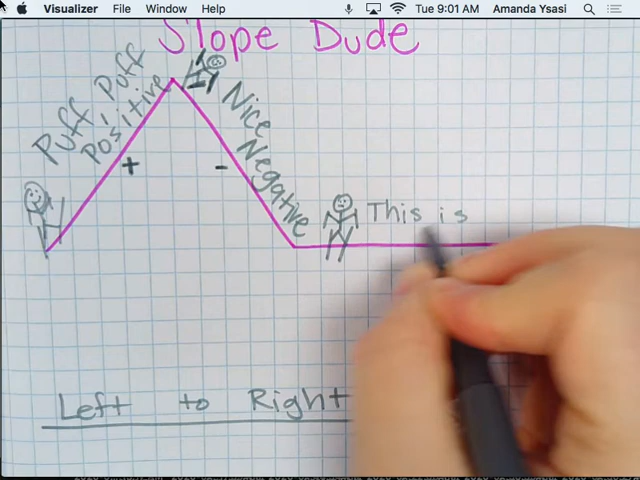 Visualizer File Window Help Tue 9:01 AM Amanda Ysasi
Slope Dude
Puff, Puff
Positive
+
Nice
Negative
-
This is
Left to Right